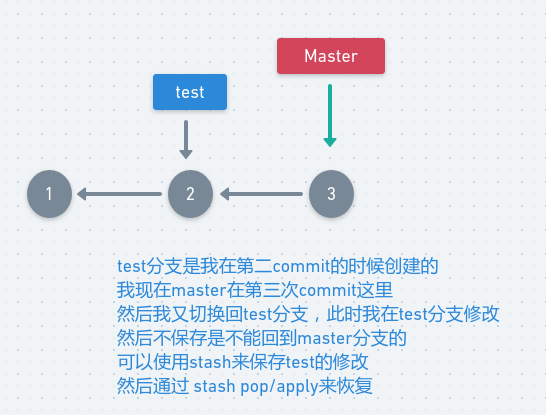 Master
test
1
2
3
test分支是我在第二commit的时候创建的
我现在master在第三次commit这里
然后我又切换回test分支，此时我在test分支修改
然后不保存是不能回到master分支的
可以使用stash来保存test的修改
然后通过 stash pop/apply来恢复